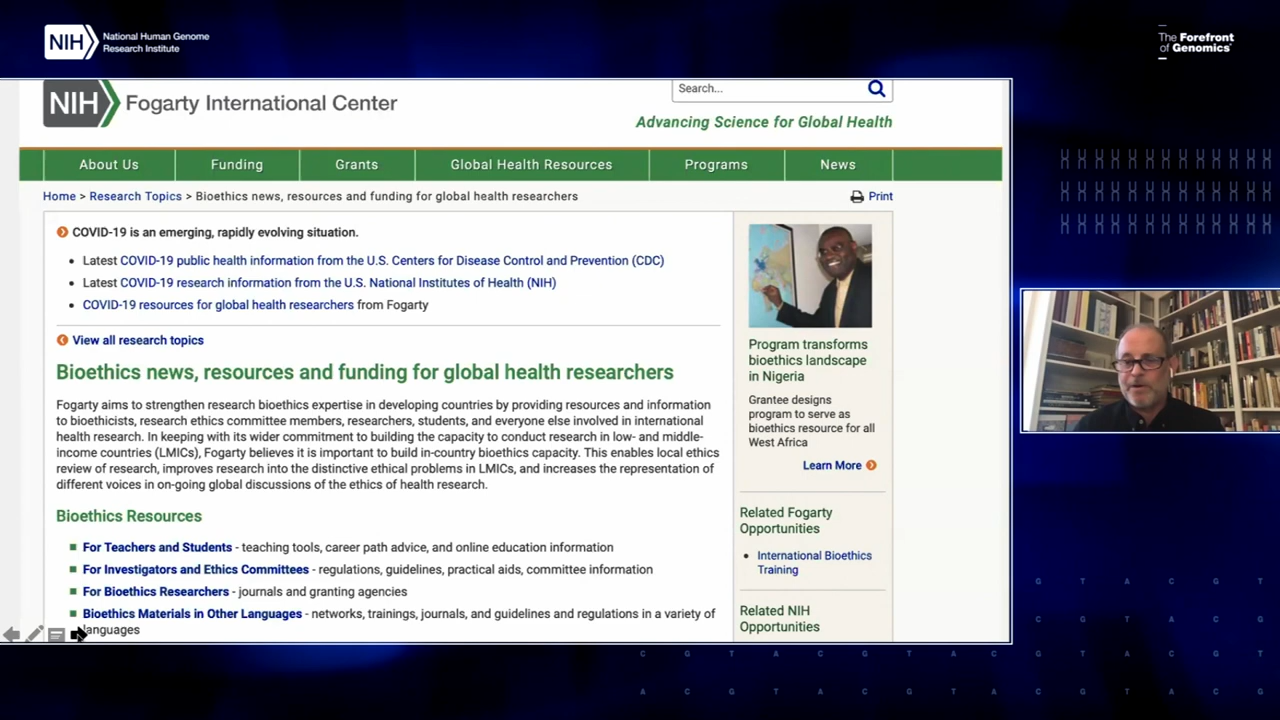 NIH
National Human Genome
Research Institute
The Forefront
of Genomics®
NIH
Fogarty International Center
Search...
Advancing Science for Global Health
About Us
Funding
Grants
Global Health Resources
Programs
News
Home > Research Topics > Bioethics news, resources and funding for global health researchers
Print
COVID-19 is an emerging, rapidly evolving situation.
• Latest COVID-19 public health information from the U.S. Centers for Disease Control and Prevention (CDC)
• Latest COVID-19 research information from the U.S. National Institutes of Health (NIH)
• COVID-19 resources for global health researchers from Fogarty
View all research topics
Bioethics news, resources and funding for global health researchers
Fogarty aims to strengthen research bioethics expertise in developing countries by providing resources and information
to bioethicists, research ethics committee members, researchers, students, and everyone else involved in international
health research. In keeping with its wider commitment to building the capacity to conduct research in low- and middle-
income countries (LMICs), Fogarty believes it is important to build in-country bioethics capacity. This enables local ethics
review of research, improves research into the distinctive ethical problems in LMICs, and increases the representation of
different voices in on-going global discussions of the ethics of health research.
Bioethics Resources
For Teachers and Students - teaching tools, career path advice, and online education information
For Investigators and Ethics Committees - regulations, guidelines, practical aids, committee information
For Bioethics Researchers - journals and granting agencies
Bioethics Materials in Other Languages - networks, trainings, journals, and guidelines and regulations in a variety of
languages
Program transforms
bioethics landscape
in Nigeria
Grantee designs
program to serve as
bioethics resource for all
West Africa
Learn More
Related Fogarty
Opportunities
• International Bioethics
Training
Related NIH
Opportunities
G T A C G T
C G T A C G T
C G T A C G T A C G T A C G T
A C G T A C G T A C G T A C G